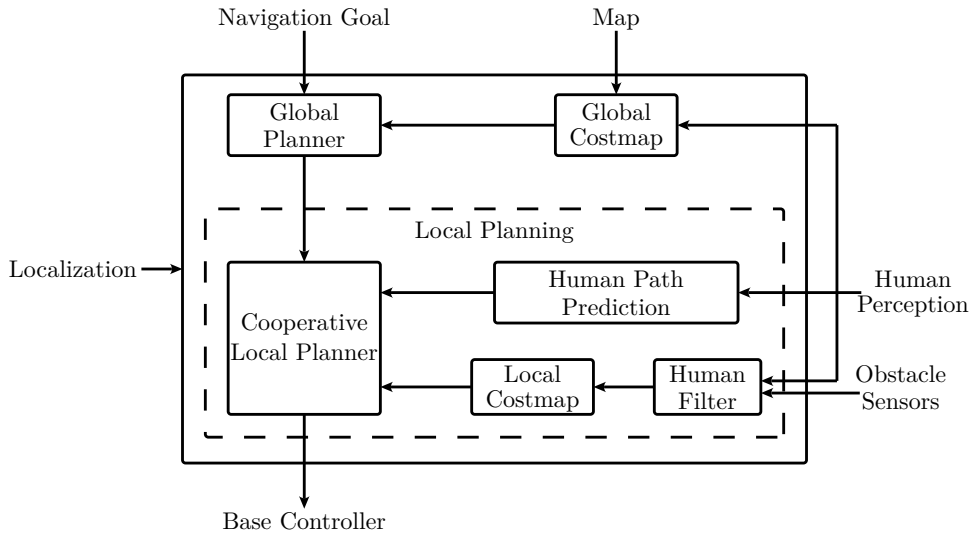 Navigation Goal
Map
Global
Planner
Global
Costmap
Local Planning
Localization
Cooperative
Local Planner
Human Path
Prediction
Human
Perception
Local
Costmap
Human
Filter
Obstacle
Sensors
Base Controller